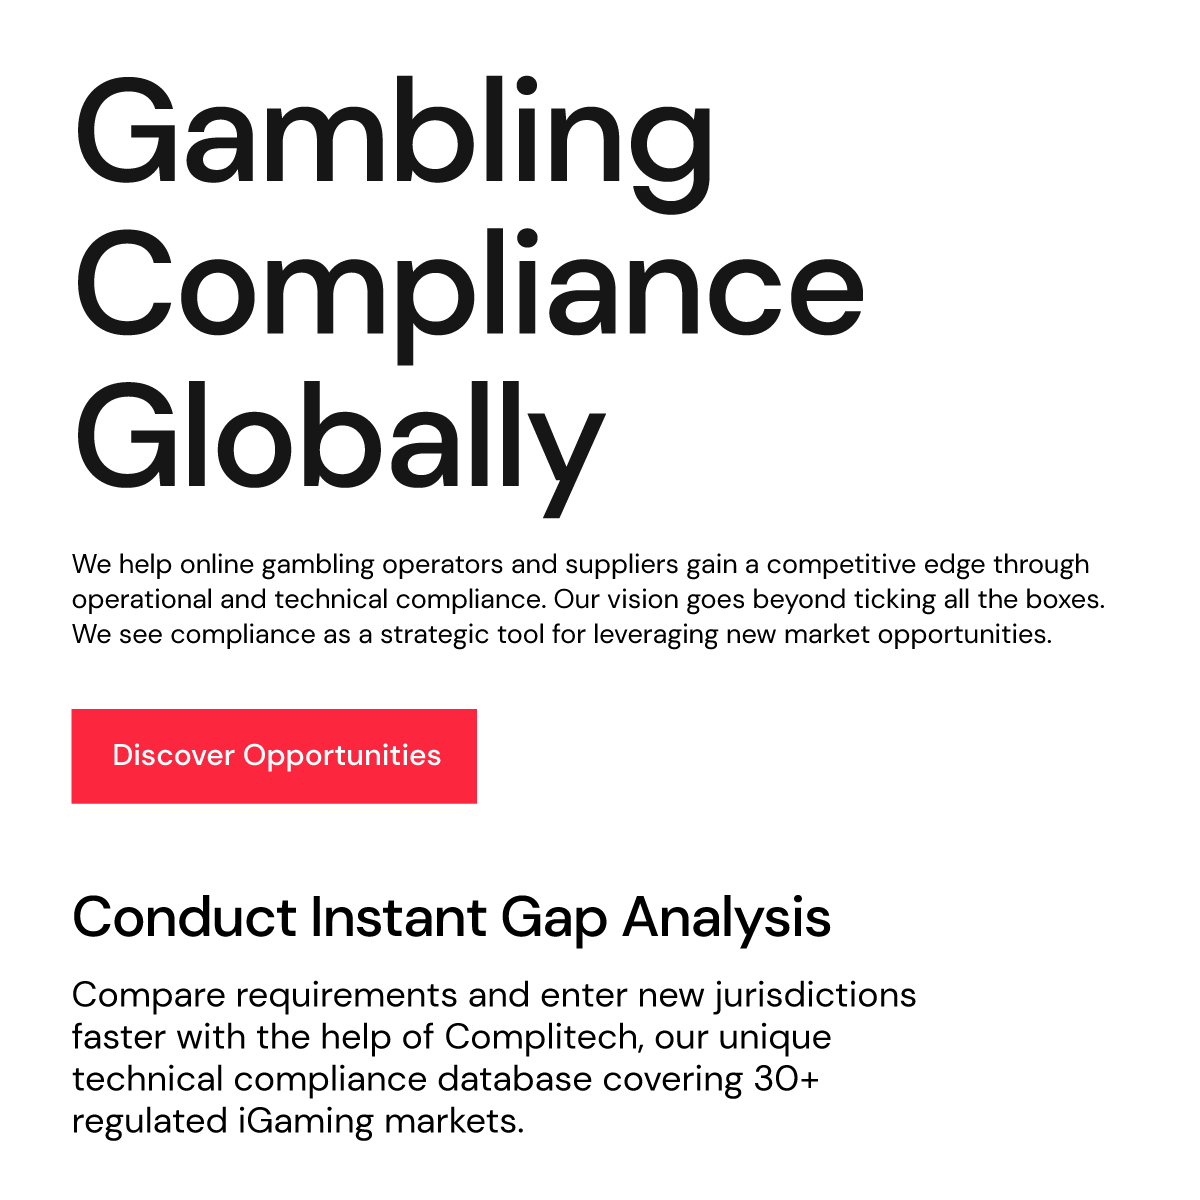 Gambling
Compliance
Globally
We help online gambling operators and suppliers gain a competitive edge through
operational and technical compliance. Our vision goes beyond ticking all the boxes.
We see compliance as a strategic tool for leveraging new market opportunities.
Discover Opportunities
Conduct Instant Gap Analysis
Compare requirements and enter new jurisdictions
faster with the help of Complitech, our unique
technical compliance database covering 30+
regulated iGaming markets.